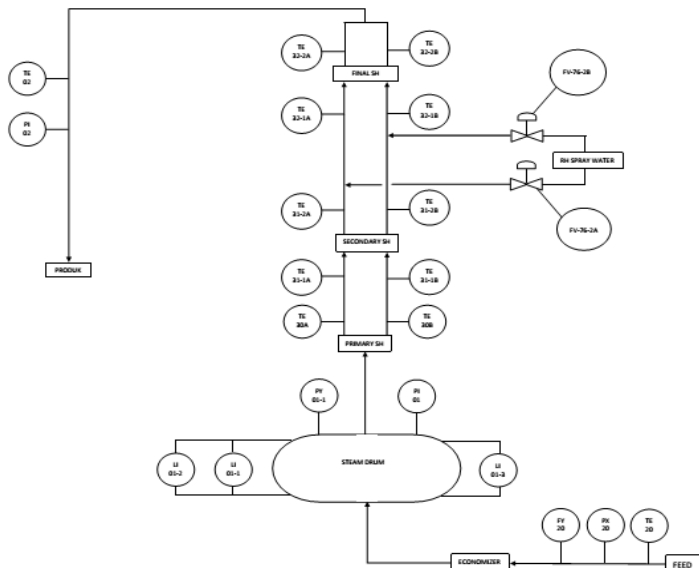 TE
32-2A
TE
32-2B
FINAL SH
TE
02
FV-76-2B
PI
02
TE
32-1A
TE
32-1B
RH SPRAY WATER
TE
31-2A
TE
31-2B
FV-76-2A
SECONDARY SH
PRODUK
TE
31-1A
TE
31-1B
TE
30A
TE
30B
PRIMARY SH
PY
01-1
PI
01
STEAM DRUM
LI
01-2
LI
01-1
LI
01-3
FY
20
PX
20
TE
20
ECONOMIZER
FEED